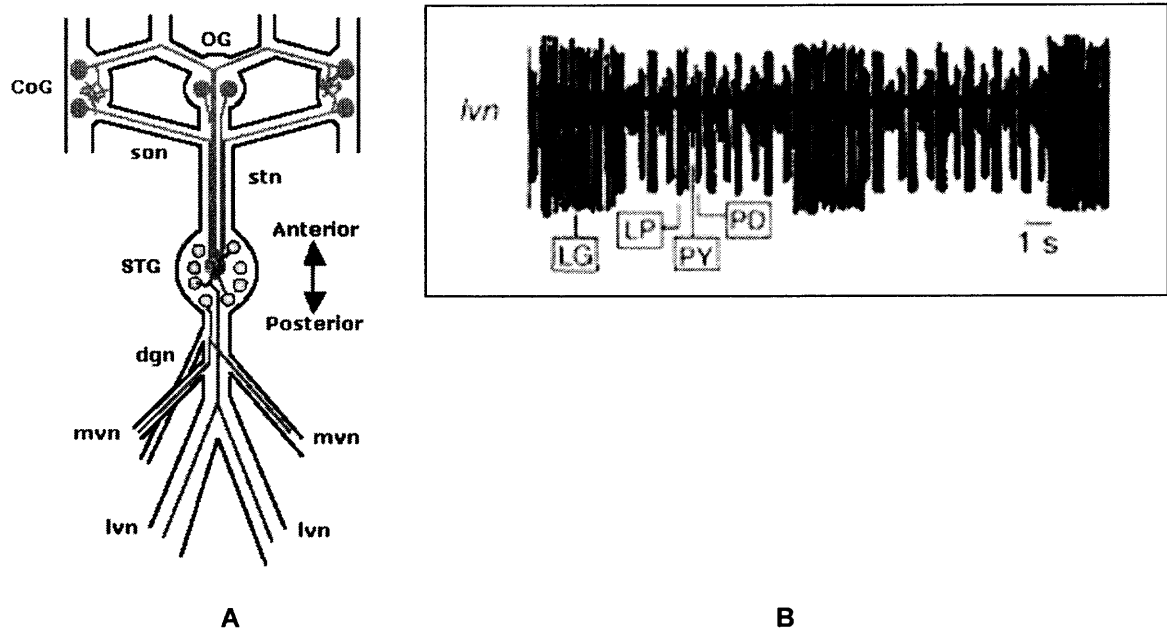 OG
CoG
son
stn
Anterior
STG
Posterior
dgn
mvn
mvn
lvn
lvn
A
lvn
LP
PD
LG
PY
1 s
B